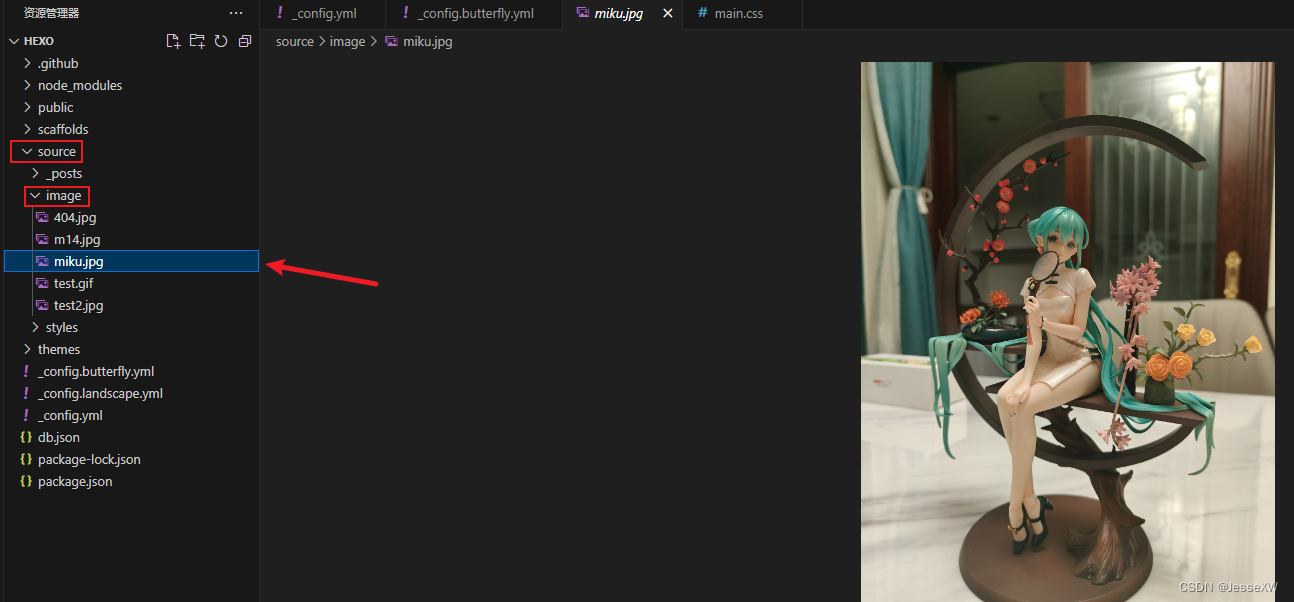 资源管理器 ···
HEXO
.github
node_modules
public
scaffolds
source
_posts
image
404.jpg
m14.jpg
miku.jpg
test.gif
test2.jpg
styles
themes
! _config.butterfly.yml
! _config.landscape.yml
! _config.yml
{} db.json
{} package-lock.json
{} package.json
! _config.yml ! _config.butterfly.yml miku.jpg # main.css
source > image > miku.jpg
CSDN @JesseXW